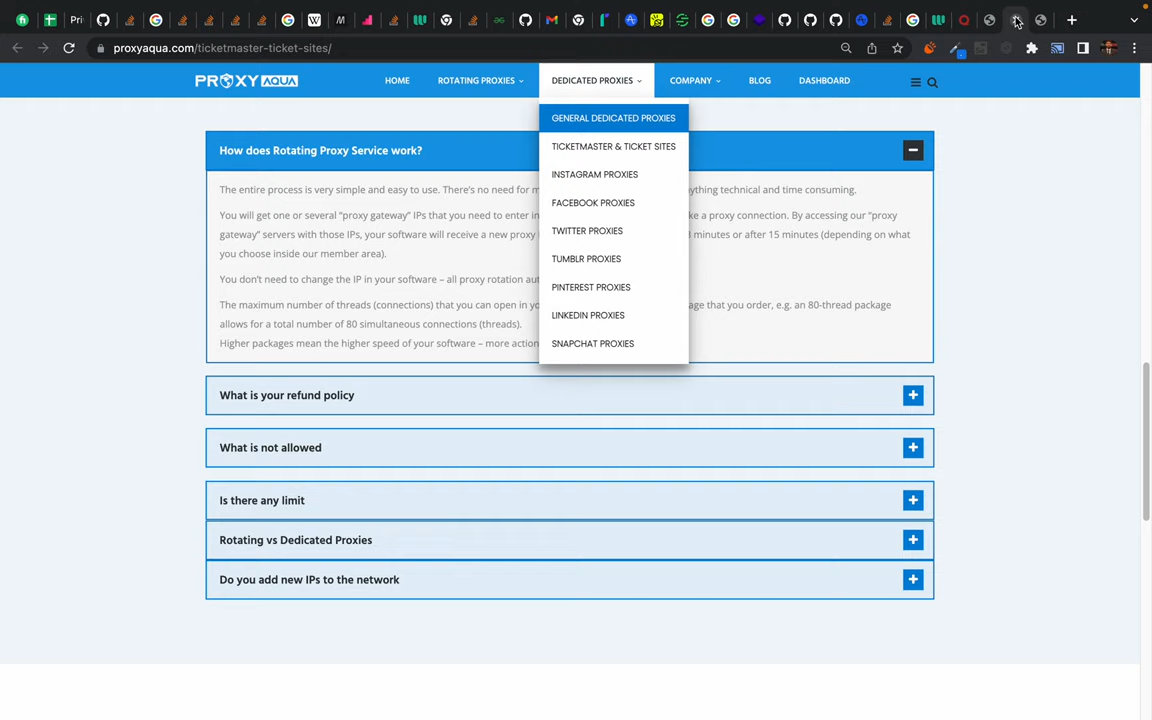 Pri
proxyaqua.com/ticketmaster-ticket-sites/
PROXY AQUA
HOME
ROTATING PROXIES
DEDICATED PROXIES
COMPANY
BLOG
DASHBOARD
GENERAL DEDICATED PROXIES
TICKETMASTER & TICKET SITES
INSTAGRAM PROXIES
FACEBOOK PROXIES
TWITTER PROXIES
TUMBLR PROXIES
PINTEREST PROXIES
LINKEDIN PROXIES
SNAPCHAT PROXIES
How does Rotating Proxy Service work?
The entire process is very simple and easy to use. There's no need for ything technical and time consuming.
You will get one or several “proxy gateway” IPs that you need to enter in ke a proxy connection. By accessing our “proxy
gateway” servers with those IPs, your software will receive a new proxy minutes or after 15 minutes (depending on what
you choose inside our member area).
You don't need to change the IP in your software – all proxy rotation
The maximum number of threads (connections) that you can open in age that you order, e.g. an 80-thread package
allows for a total number of 80 simultaneous connections (threads).
Higher packages mean the higher speed of your software – more action
What is your refund policy
What is not allowed
Is there any limit
Rotating vs Dedicated Proxies
Do you add new IPs to the network